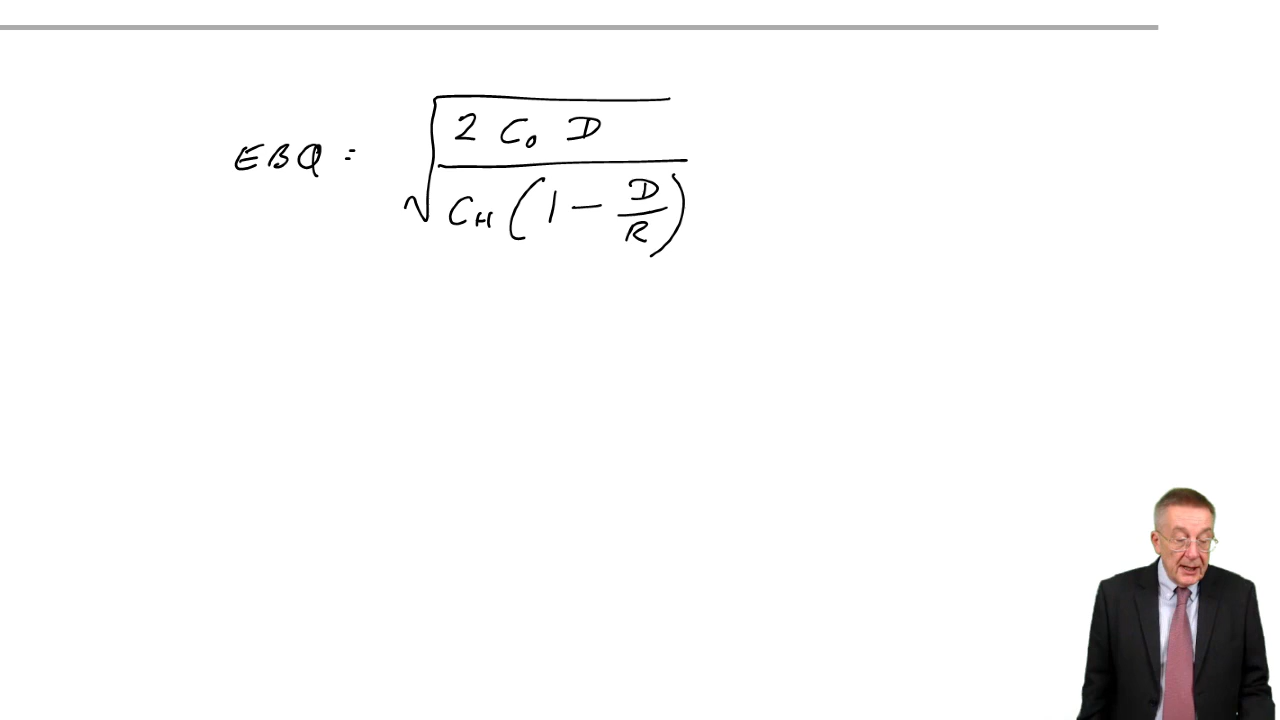 EBQ = √(2 C₀ D / C_H (1 − D/R))